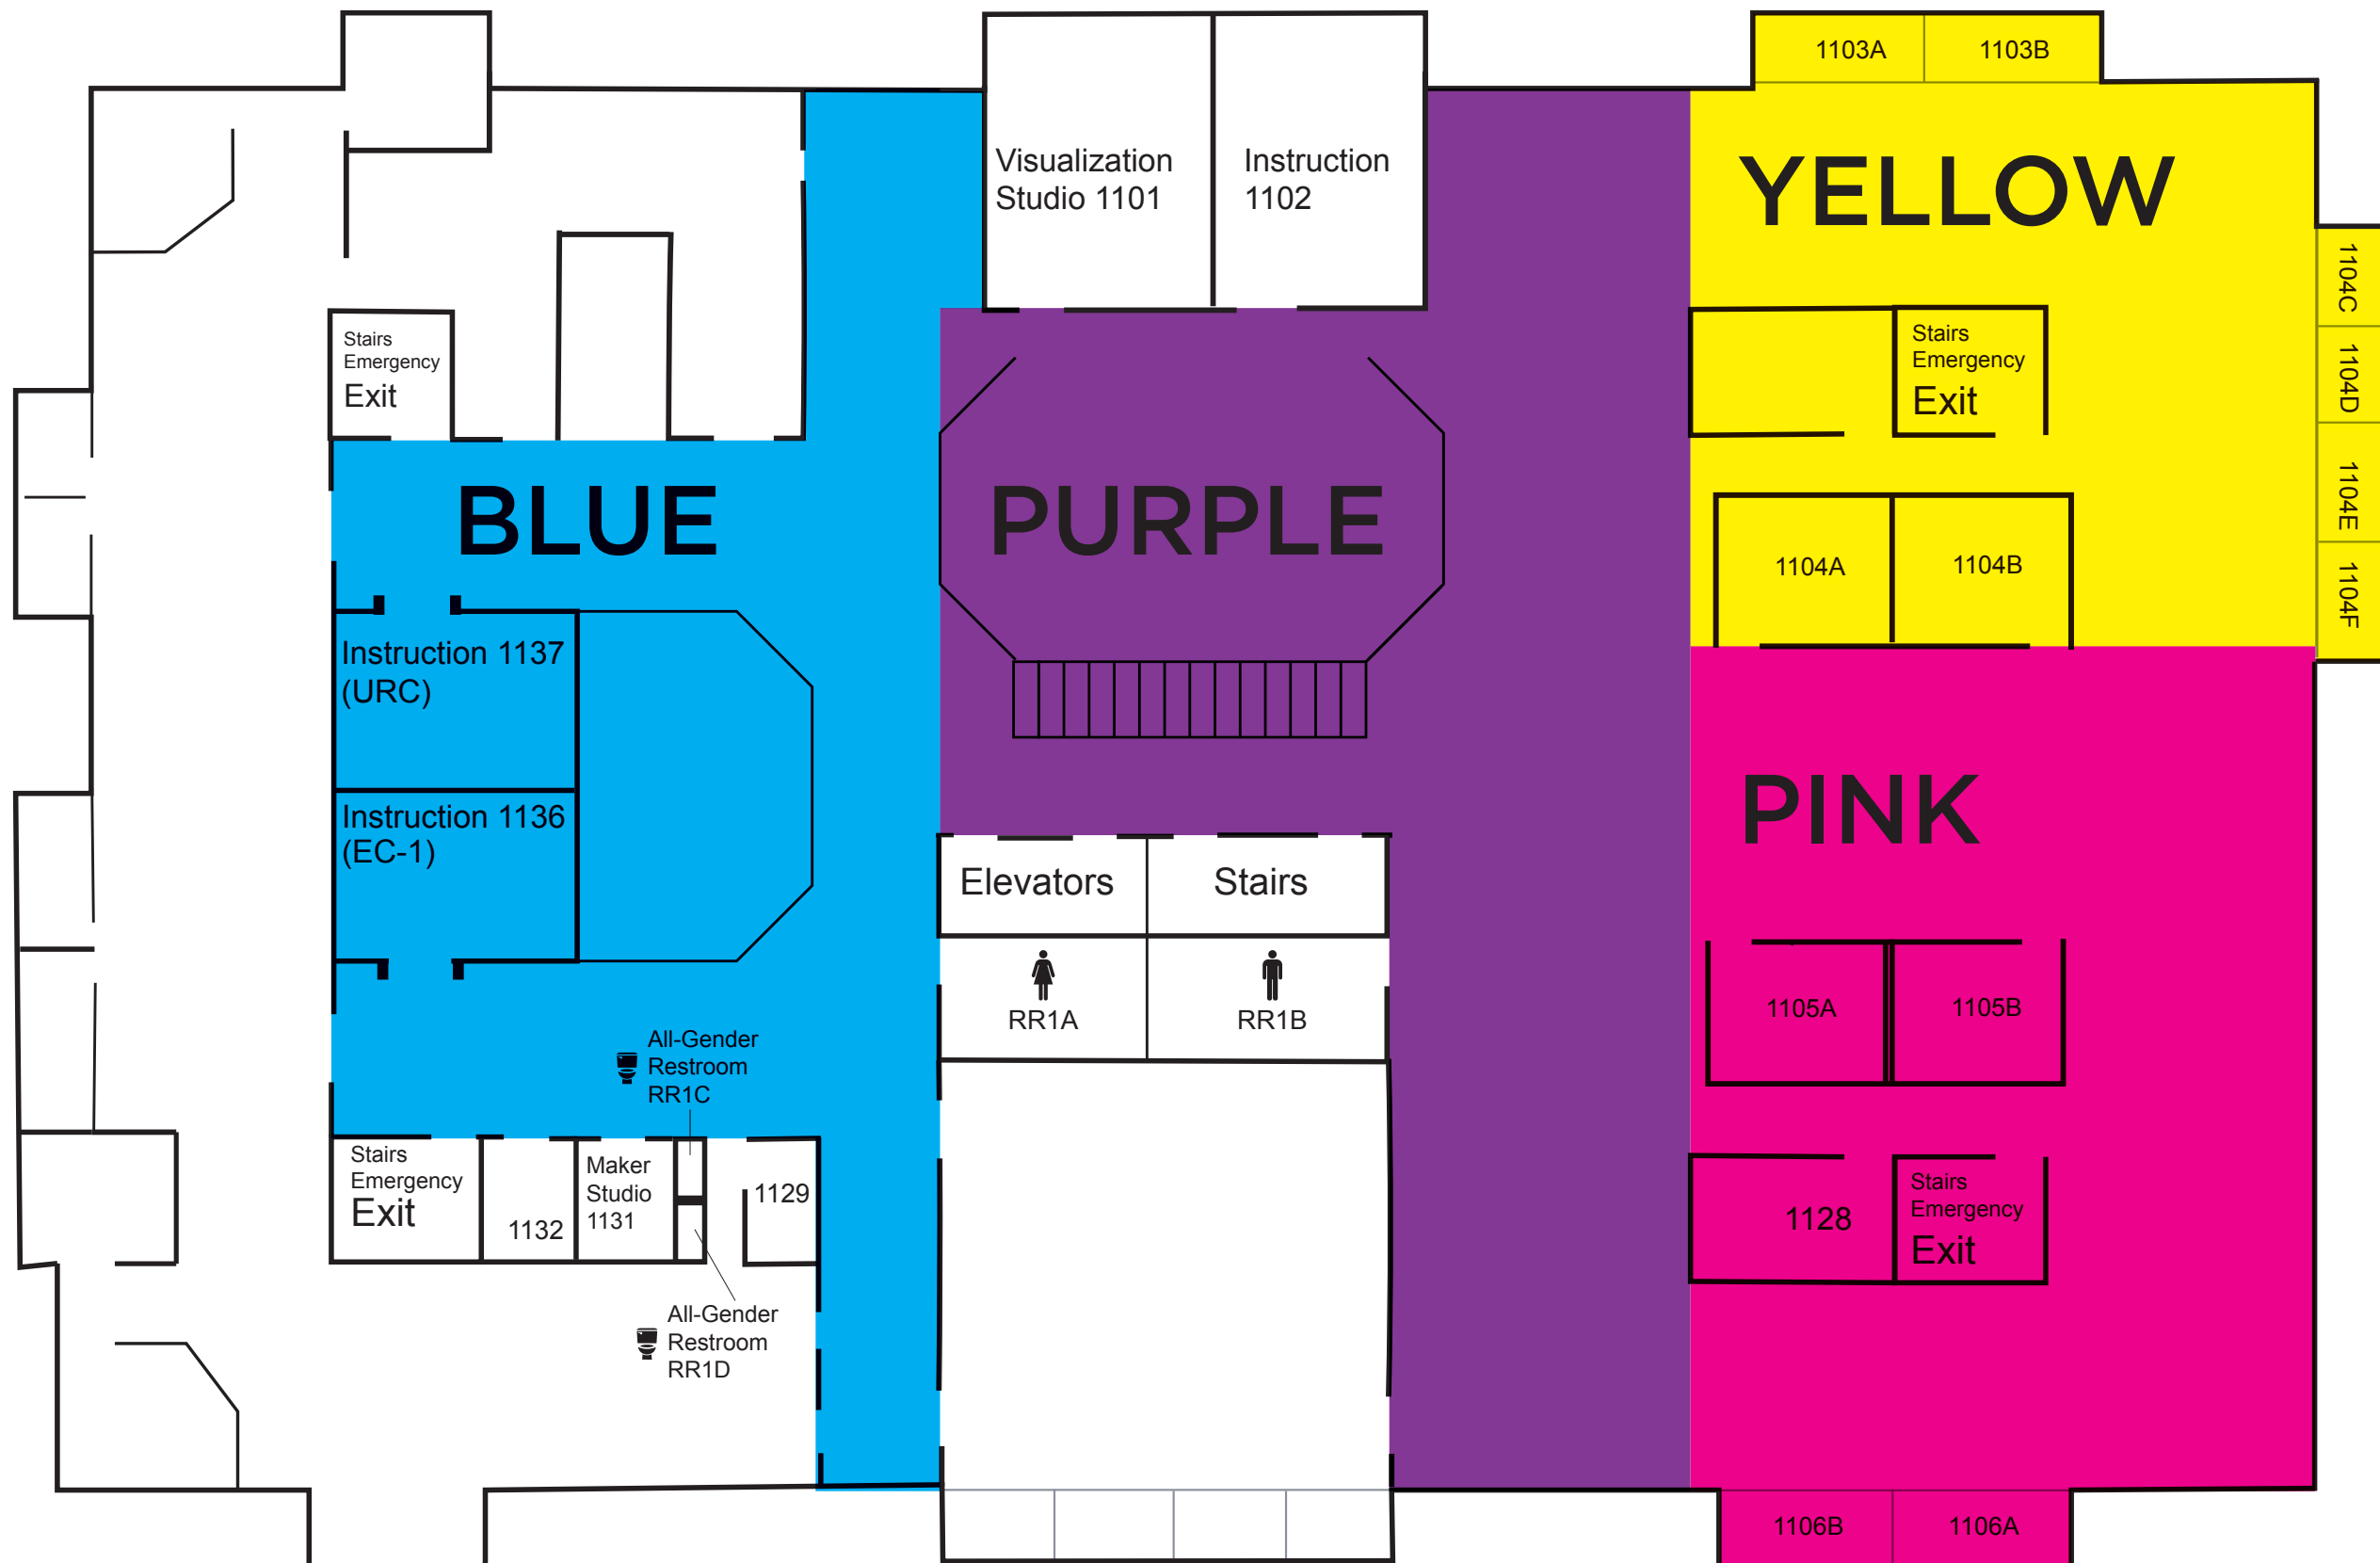 1103A
1103B
Visualization
Studio 1101
Instruction
1102
YELLOW
1104C
1104D
1104E
1104F
Stairs
Emergency
Exit
Stairs
Emergency
Exit
BLUE
PURPLE
1104A
1104B
Instruction 1137
(URC)
Instruction 1136
(EC-1)
PINK
Elevators
Stairs
RR1A
RR1B
1105A
1105B
All-Gender
Restroom
RR1C
Stairs
Emergency
Exit
1132
Maker
Studio
1131
1129
1128
Stairs
Emergency
Exit
All-Gender
Restroom
RR1D
1106B
1106A